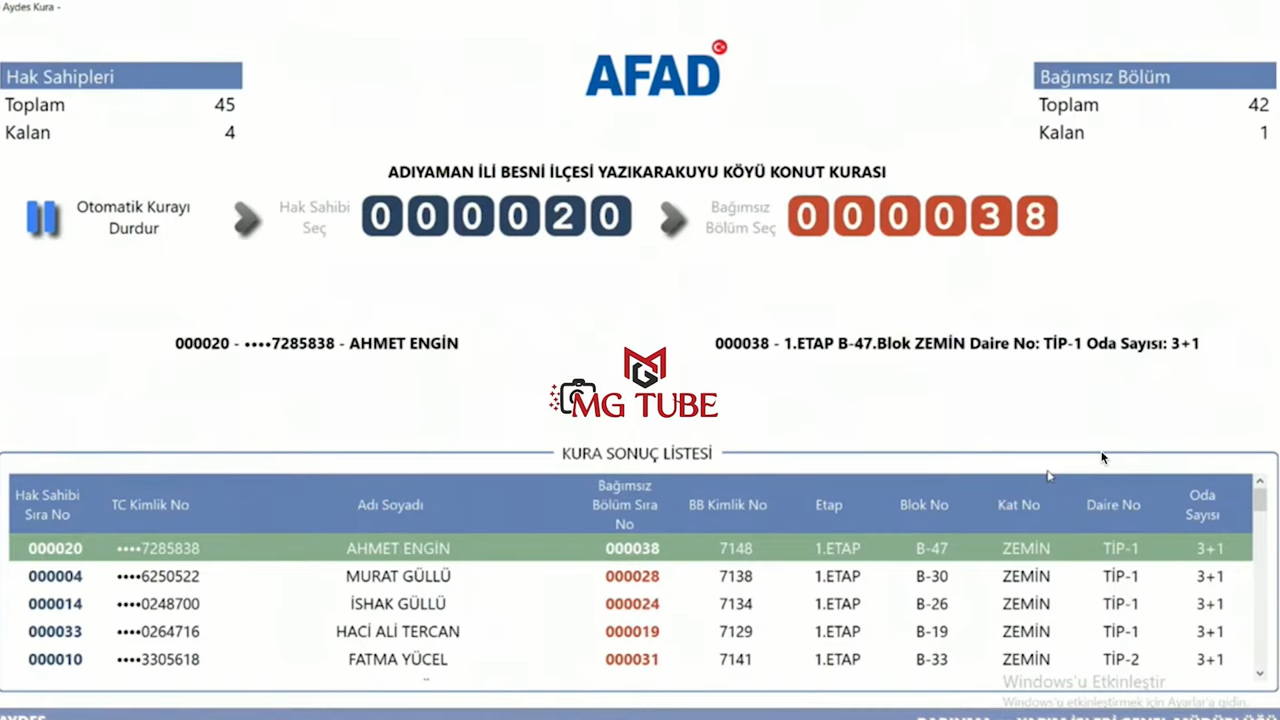 Aydes Kura -
AFAD
Hak Sahipleri
Toplam 45
Kalan 4
Bağımsız Bölüm
Toplam 42
Kalan 1
ADIYAMAN İLİ BESNİ İLÇESİ YAZIKARAKUYU KÖYÜ KONUT KURASI
Otomatik Kurayı
Durdur
Hak Sahibi
Seç
000020
Bağımsız
Bölüm Seç
000038
000020 - ••••7285838 - AHMET ENGİN
000038 - 1.ETAP B-47.Blok ZEMİN Daire No: TİP-1 Oda Sayısı: 3+1
MG TUBE
KURA SONUÇ LİSTESİ
Hak Sahibi Sıra No TC Kimlik No Adı Soyadı Bağımsız Bölüm Sıra No BB Kimlik No Etap Blok No Kat No Daire No Oda Sayısı
000020 ••••7285838 AHMET ENGİN 000038 7148 1.ETAP B-47 ZEMİN TİP-1 3+1
000004 ••••6250522 MURAT GÜLLÜ 000028 7138 1.ETAP B-30 ZEMİN TİP-1 3+1
000014 ••••0248700 İSHAK GÜLLÜ 000024 7134 1.ETAP B-26 ZEMİN TİP-1 3+1
000033 ••••0264716 HACİ ALİ TERCAN 000019 7129 1.ETAP B-19 ZEMİN TİP-1 3+1
000010 ••••3305618 FATMA YÜCEL 000031 7141 1.ETAP B-33 ZEMİN TİP-2 3+1
Windows'u Etkinleştir
Windows'u etkinleştirmek için Ayarlar'a gidin.
AYDES